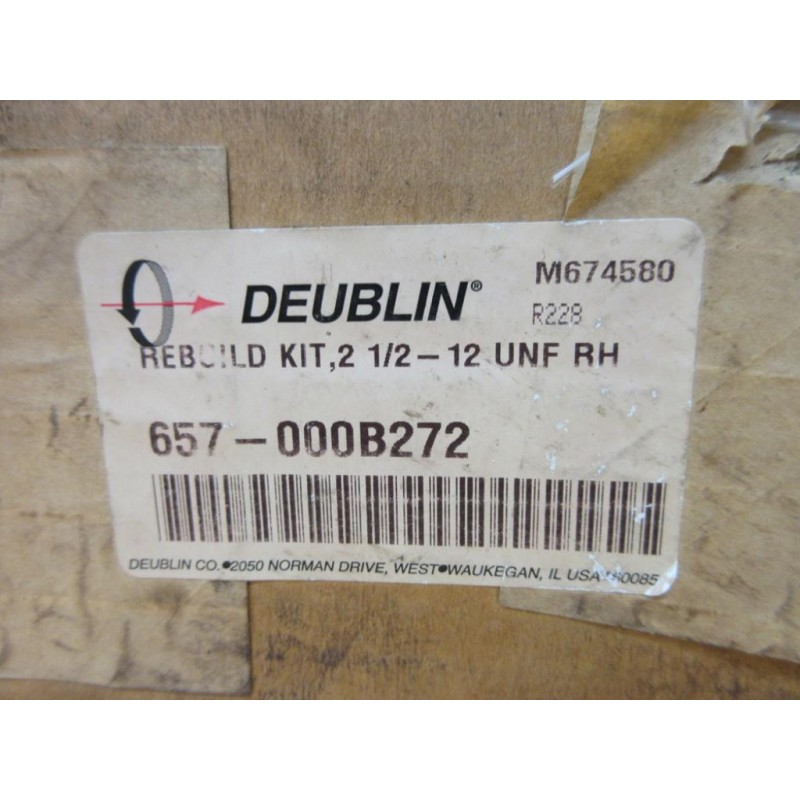 DEUBLIN®
M674580
R228
REBUILD KIT,2 1/2-12 UNF RH
657-000B272
DEUBLIN CO.•2050 NORMAN DRIVE, WEST•WAUKEGAN, IL USA•60085